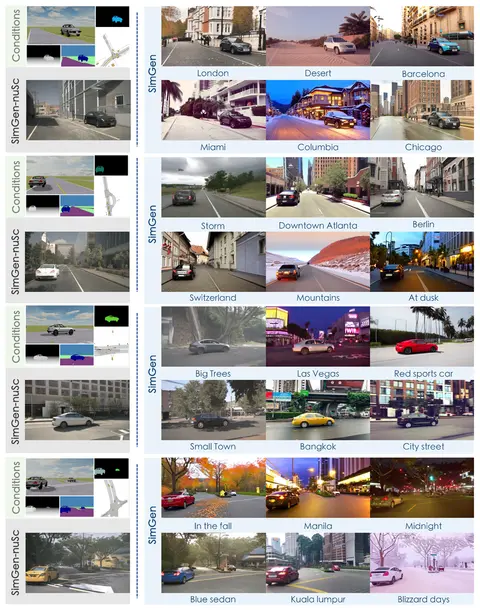 Conditions
SimGen-nuSc
SimGen
London
Desert
Barcelona
Miami
Columbia
Chicago
Conditions
SimGen-nuSc
SimGen
Storm
Downtown Atlanta
Berlin
Switzerland
Mountains
At dusk
Conditions
SimGen-nuSc
SimGen
Big Trees
Las Vegas
Red sports car
Small Town
Bangkok
City street
Conditions
SimGen-nuSc
SimGen
In the fall
Manila
Midnight
Blue sedan
Kuala lumpur
Blizzard days